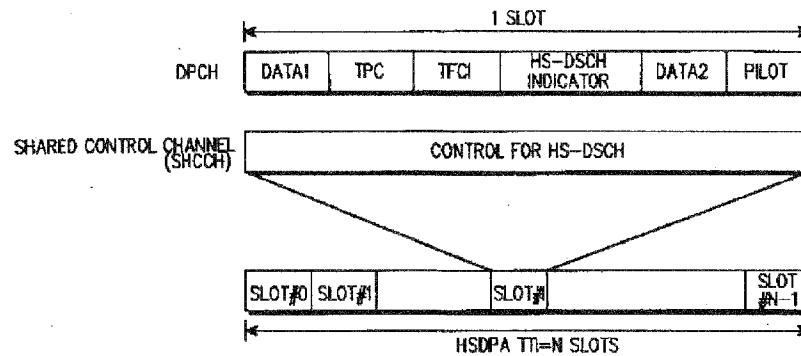 1 SLOT
DPCH
DATA1 TPC TFCI HS-DSCH INDICATOR DATA2 PILOT
SHARED CONTROL CHANNEL
(SHCCH)
CONTROL FOR HS-DSCH
SLOT#0 SLOT#1 SLOT#i SLOT #N-1
HSDPA TTI=N SLOTS